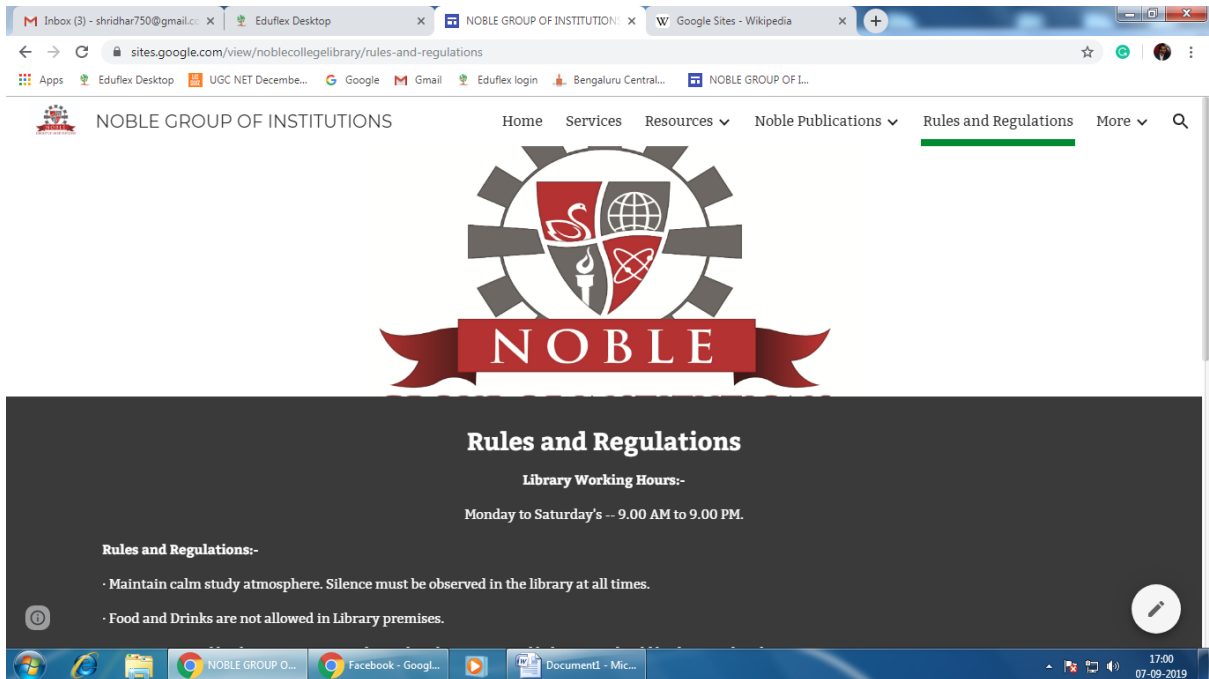 Inbox (3) - shridhar750@gmail.co
Eduflex Desktop
NOBLE GROUP OF INSTITUTIONS
Google Sites - Wikipedia
sites.google.com/view/noblecollegelibrary/rules-and-regulations
Apps
Eduflex Desktop
UGC NET Decembe...
Google
Gmail
Eduflex login
Bengaluru Central...
NOBLE GROUP OF I...
NOBLE GROUP OF INSTITUTIONS
Home
Services
Resources
Noble Publications
Rules and Regulations
More
NOBLE
Rules and Regulations
Library Working Hours:-
Monday to Saturday's -- 9.00 AM to 9.00 PM.
Rules and Regulations:-
· Maintain calm study atmosphere. Silence must be observed in the library at all times.
· Food and Drinks are not allowed in Library premises.
NOBLE GROUP O...
Facebook - Googl...
Document1 - Mic...
17:00
07-09-2019